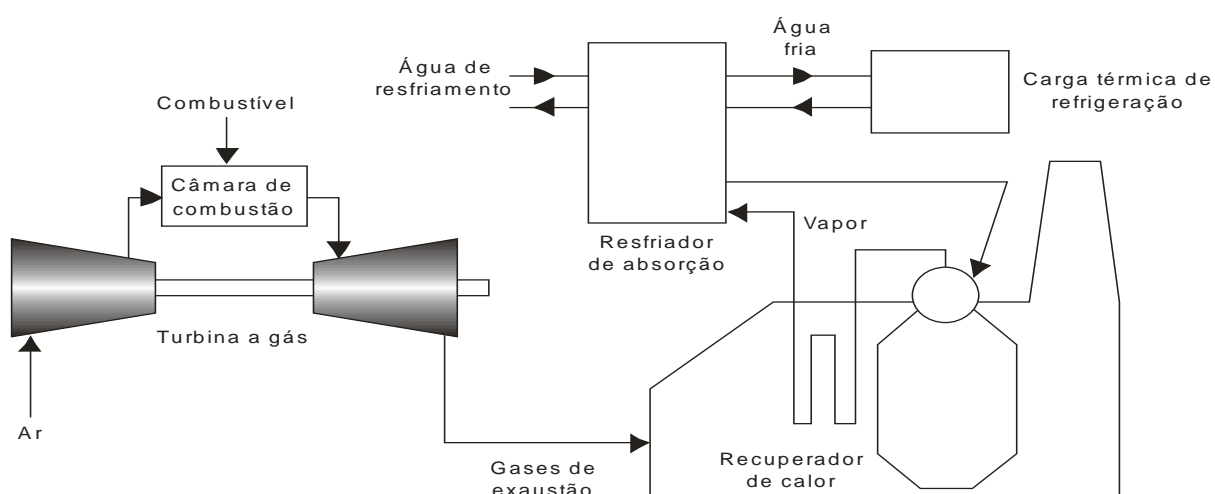 Água
fria
Água de
resfriamento
Carga térmica de
refrigeração
Combustível
Câmara de
combustão
Vapor
Resfriador
de absorção
Turbina a gás
Ar
Recuperador
de calor
Gases de
exaustão